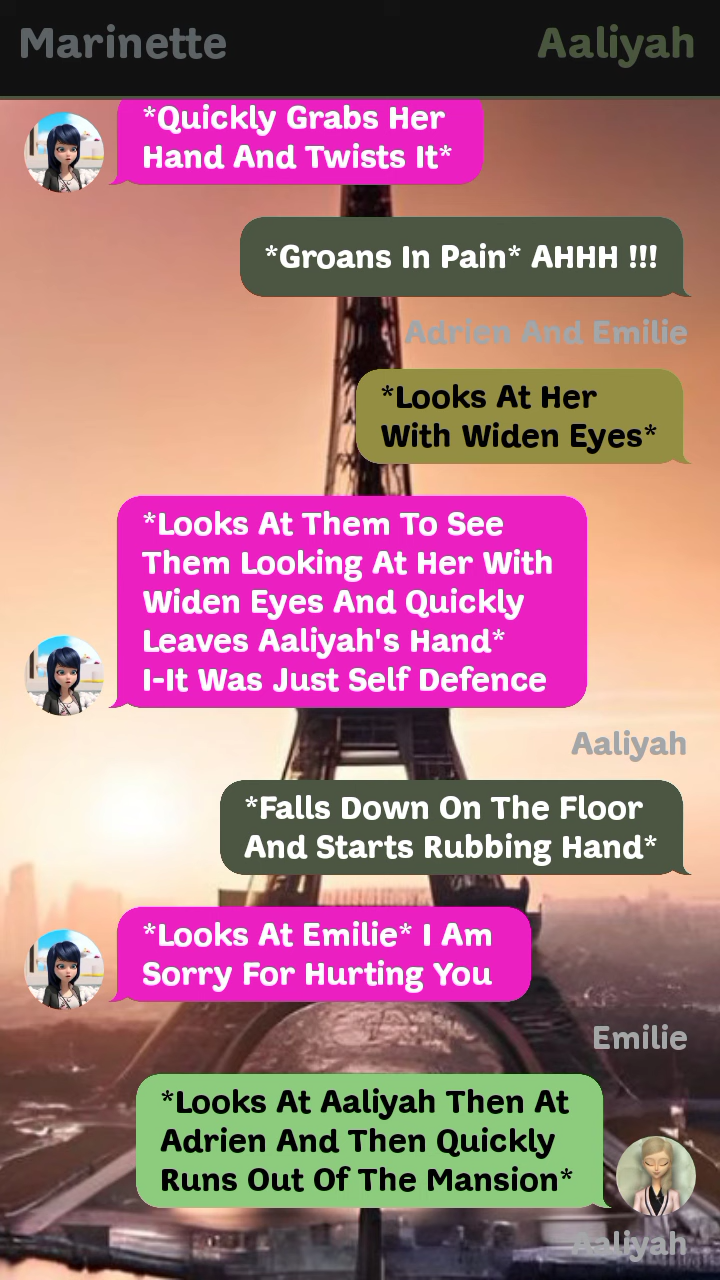 Marinette
Aaliyah
*Quickly Grabs Her
Hand And Twists It*
*Groans In Pain* AHHH !!!
Adrien And Emilie
*Looks At Her
With Widen Eyes*
*Looks At Them To See
Them Looking At Her With
Widen Eyes And Quickly
Leaves Aaliyah's Hand*
I-It Was Just Self Defence
Aaliyah
*Falls Down On The Floor
And Starts Rubbing Hand*
*Looks At Emilie* I Am
Sorry For Hurting You
Emilie
*Looks At Aaliyah Then At
Adrien And Then Quickly
Runs Out Of The Mansion*
Aaliyah